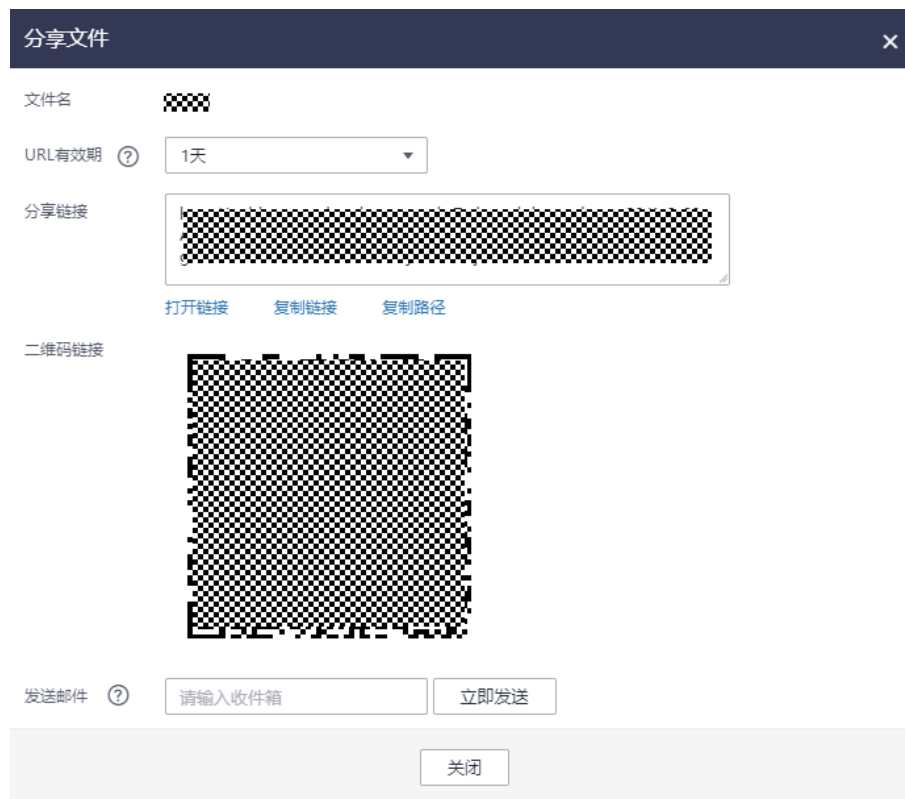 分享文件
文件名
URL有效期 ? 1天
分享链接
打开链接 复制链接 复制路径
二维码链接
发送邮件 ? 请输入收件箱 立即发送
关闭